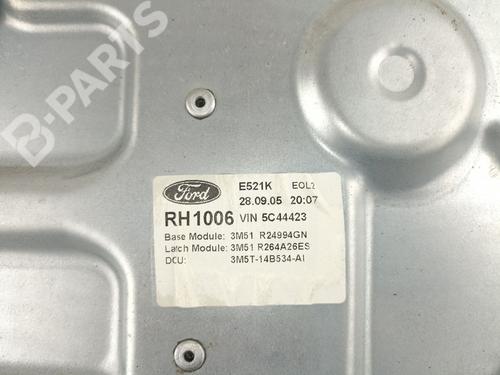 B-PARTS
Ford E521K EOL2
28.09.05 20:07
RH1006 VIN 5C44423
Base Module: 3M51 R24994GN
Latch Module: 3M51 R264A26ES
DCU: 3M5T-14B534-AI